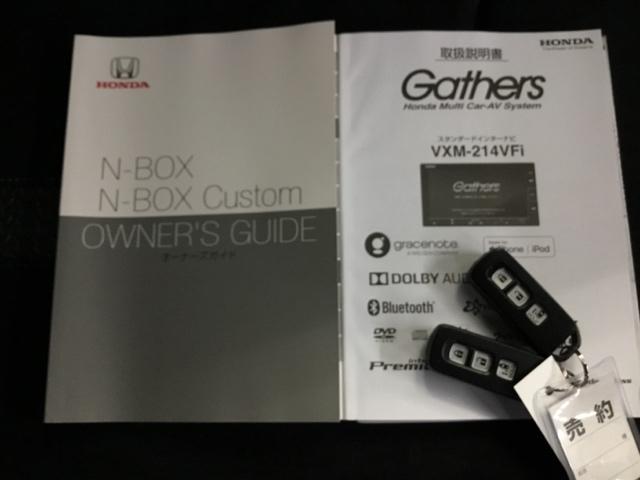 HONDA
N-BOX
N-BOX Custom
OWNER'S GUIDE
オーナーズガイド
取扱説明書
HONDA
Gathers
Honda Multi Car-AV System
スタンダードインターナビ
VXM-214VFi
Gathers
gracenote
iPod
DOLBY
Bluetooth
DVD
売約